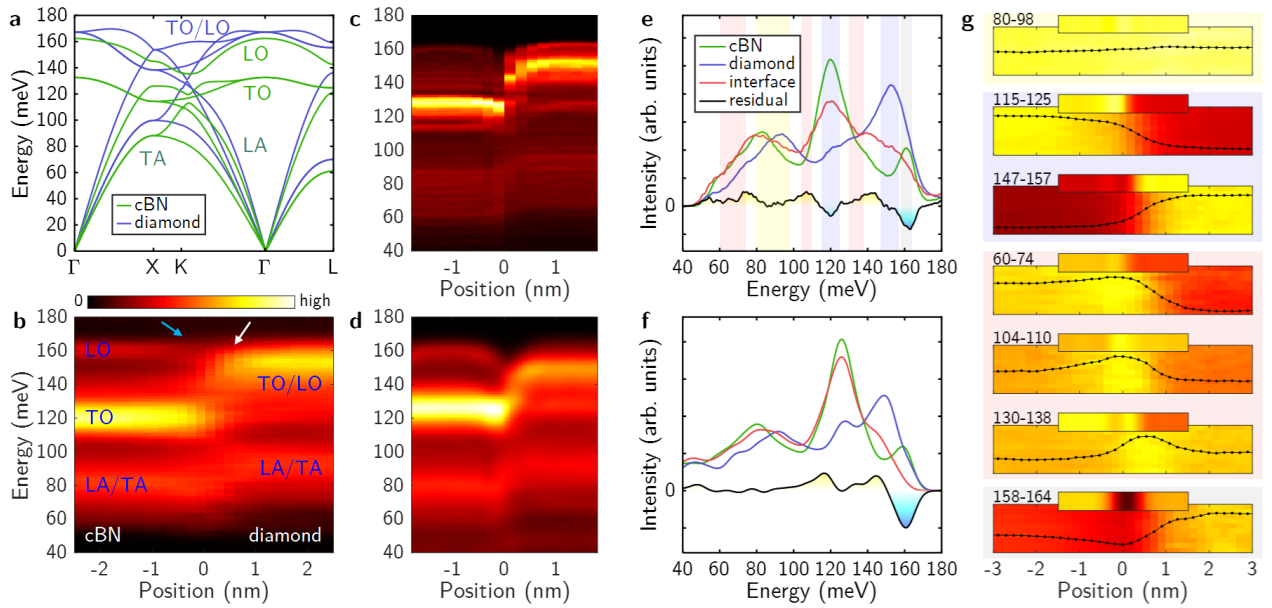 a
Energy (meV)
180
160
140
120
100
80
60
40
20
0
TO/LO
LO
TO
LA
TA
cBN
diamond
Γ X K Γ L
0 high
b
Energy (meV)
180
160
140
120
100
80
60
40
LO
TO
LA/TA
TO/LO
LA/TA
cBN diamond
-2 -1 0 1 2
Position (nm)
c
180
160
140
120
100
80
60
40
-1 0 1
Position (nm)
d
180
160
140
120
100
80
60
40
-1 0 1
Position (nm)
e
Intensity (arb. units)
cBN
diamond
interface
residual
0
40 60 80 100 120 140 160 180
Energy (meV)
f
Intensity (arb. units)
0
40 60 80 100 120 140 160 180
Energy (meV)
g
80-98
115-125
147-157
60-74
104-110
130-138
158-164
-3 -2 -1 0 1 2 3
Position (nm)